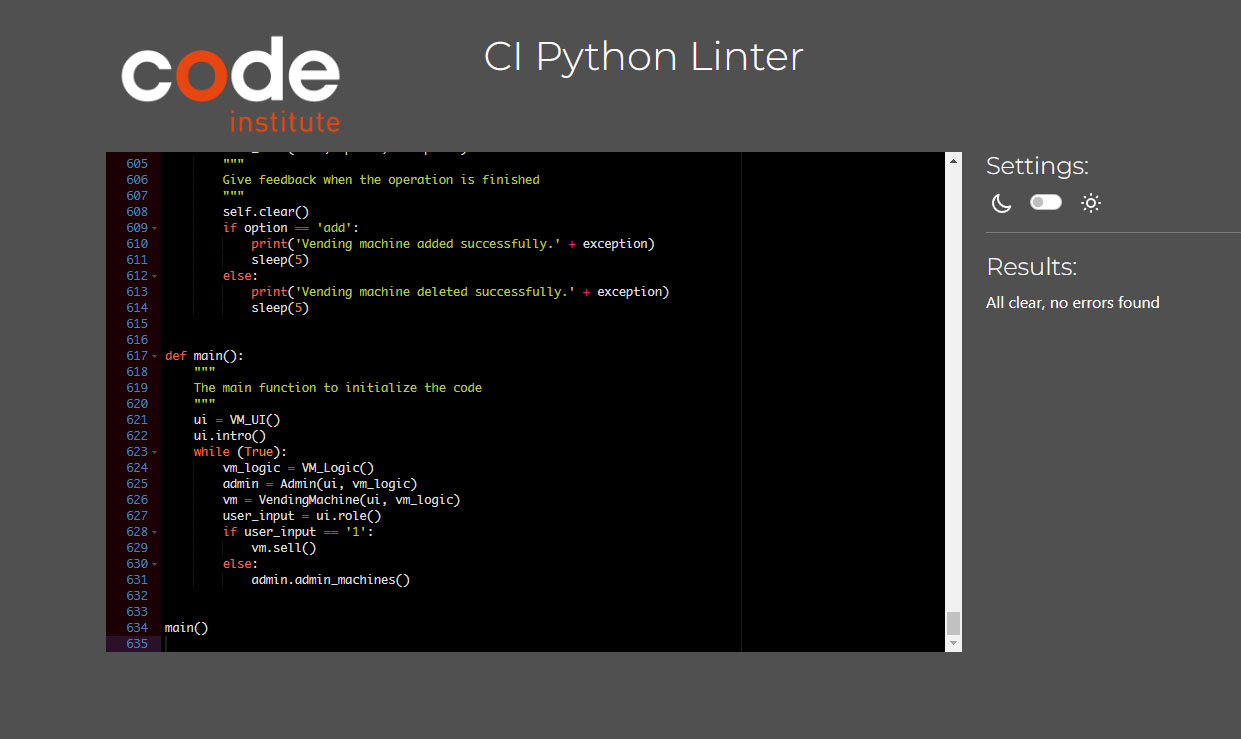 code
institute
CI Python Linter
605 """
606 Give feedback when the operation is finished
607 """
608 self.clear()
609 if option == 'add':
610 print('Vending machine added successfully.' + exception)
611 sleep(5)
612 else:
613 print('Vending machine deleted successfully.' + exception)
614 sleep(5)
615
616
617 def main():
618 """
619 The main function to initialize the code
620 """
621 ui = VM_UI()
622 ui.intro()
623 while (True):
624 vm_logic = VM_Logic()
625 admin = Admin(ui, vm_logic)
626 vm = VendingMachine(ui, vm_logic)
627 user_input = ui.role()
628 if user_input == '1':
629 vm.sell()
630 else:
631 admin.admin_machines()
632
633
634 main()
635
Settings:
Results:
All clear, no errors found